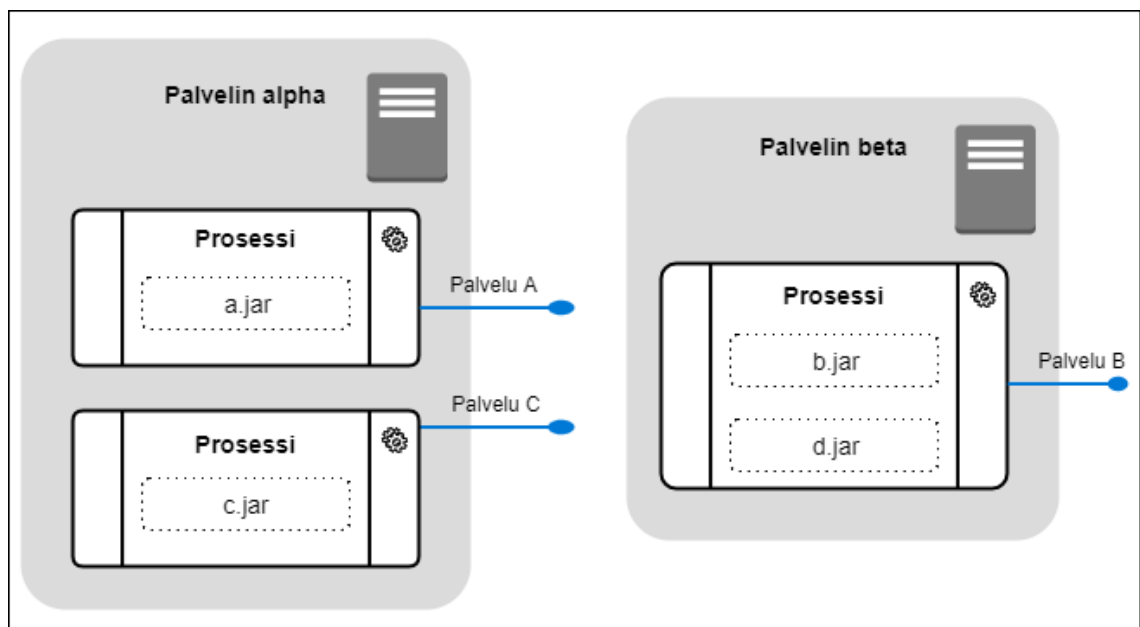 Palvelin alpha
Prosessi
a.jar
Palvelu A
Palvelu C
Prosessi
c.jar
Palvelin beta
Prosessi
b.jar
d.jar
Palvelu B